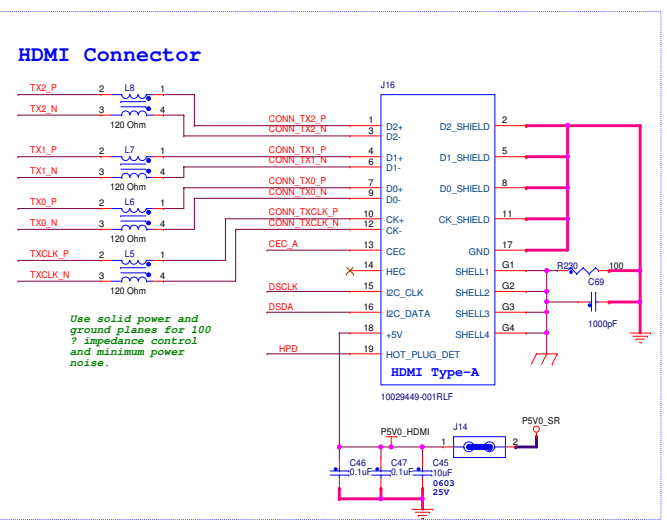 HDMI Connector
J16
TX2_P 2 L8 1
TX2_N 3 4
120 Ohm
CONN_TX2_P 1 D2+ D2_SHIELD 2
CONN_TX2_N 3 D2-
TX1_P 2 L7 1
CONN_TX1_P 4 D1+ D1_SHIELD 5
TX1_N 3 4
CONN_TX1_N 6 D1-
120 Ohm
CONN_TX0_P 7 D0+ D0_SHIELD 8
CONN_TX0_N 9 D0-
TX0_P 2 L6 1
TX0_N 3 4
120 Ohm
CONN_TXCLK_P 10 CK+ CK_SHIELD 11
CONN_TXCLK_N 12 CK-
CEC_A 13 CEC GND 17
TXCLK_P 2 L5 1
TXCLK_N 3 4
120 Ohm
14 HEC SHELL1 G1
R230 100
DSCLK 15 I2C_CLK SHELL2 G2
C69
1000pF
DSDA 16 I2C_DATA SHELL3 G3
18 +5V SHELL4 G4
HPD 19 HOT_PLUG_DET
HDMI Type-A
10029449-001RLF
Use solid power and
ground planes for 100
? impedance control
and minimum power
noise.
P5V0_HDMI
1 J14 2
P5V0_SR
C46
0.1uF
C47
0.1uF
C45
10uF
0603
25V